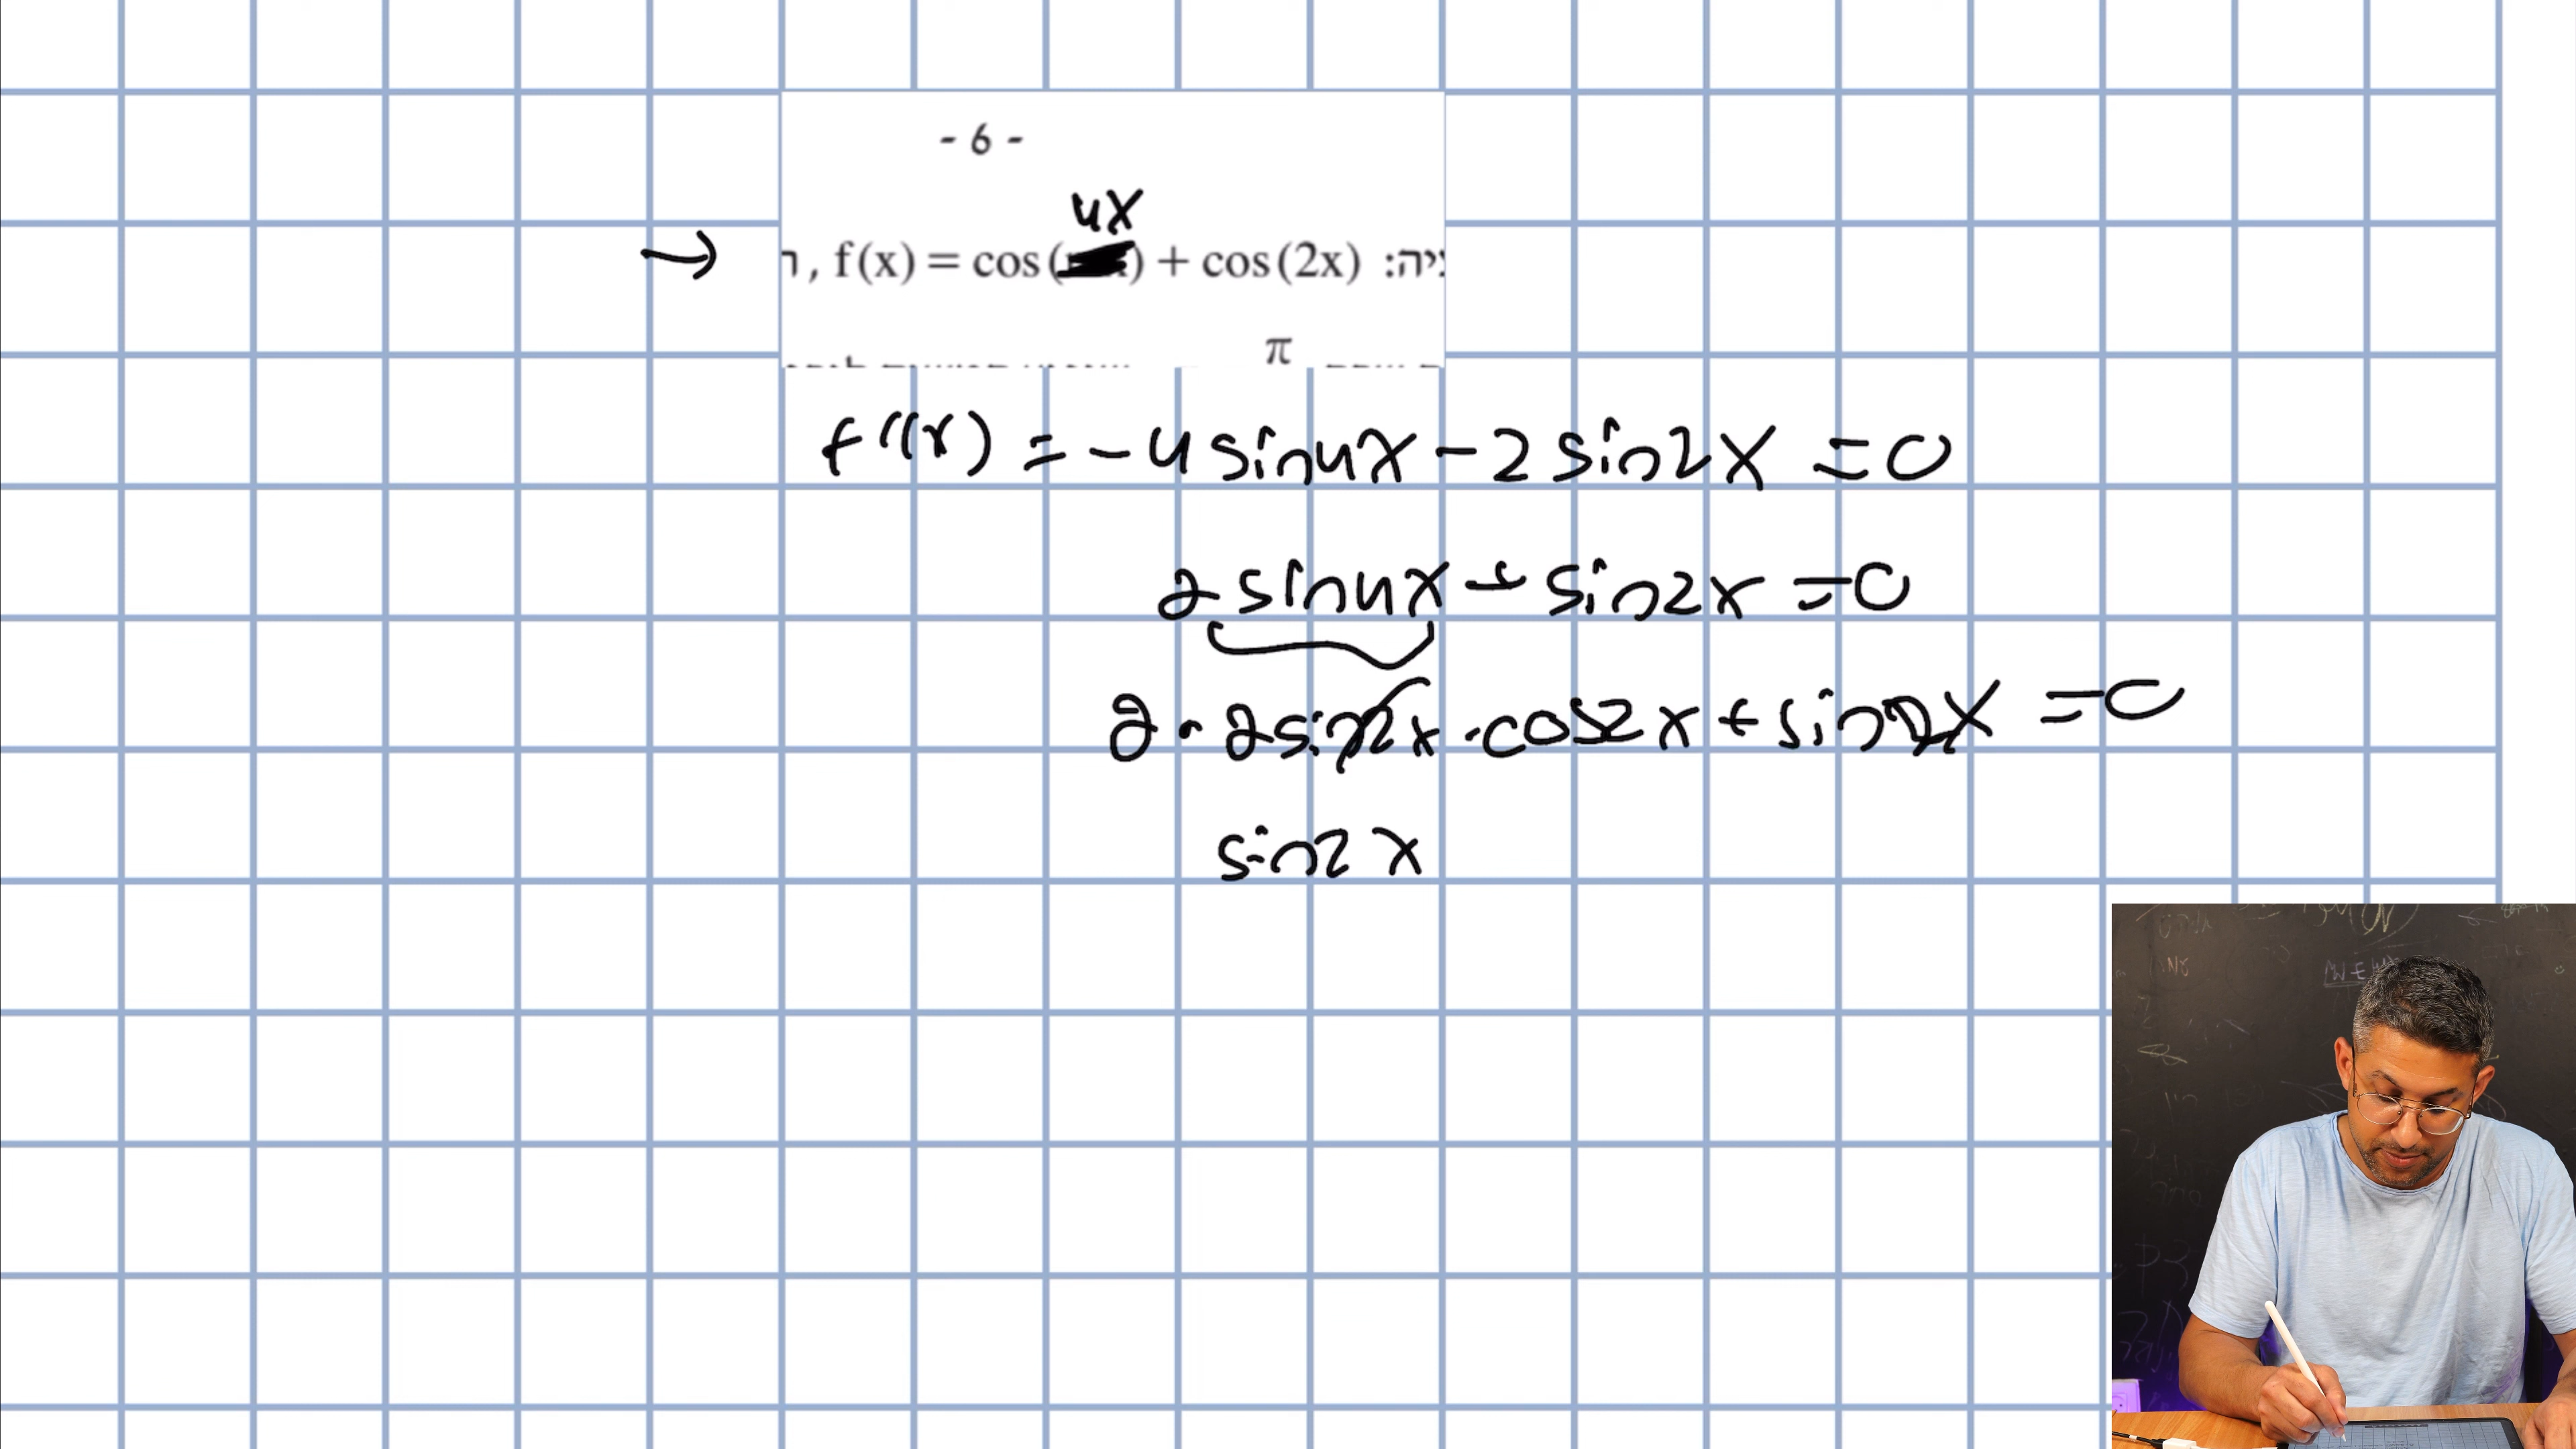 - 6 -
4x
→ , f(x) = cos( ) + cos(2x) :יה
π
f'(x) = -4sin4x - 2sin2x = 0
2sin4x + sin2x = 0
2·2sin2x·cos2x + sin2x = 0
sin2x